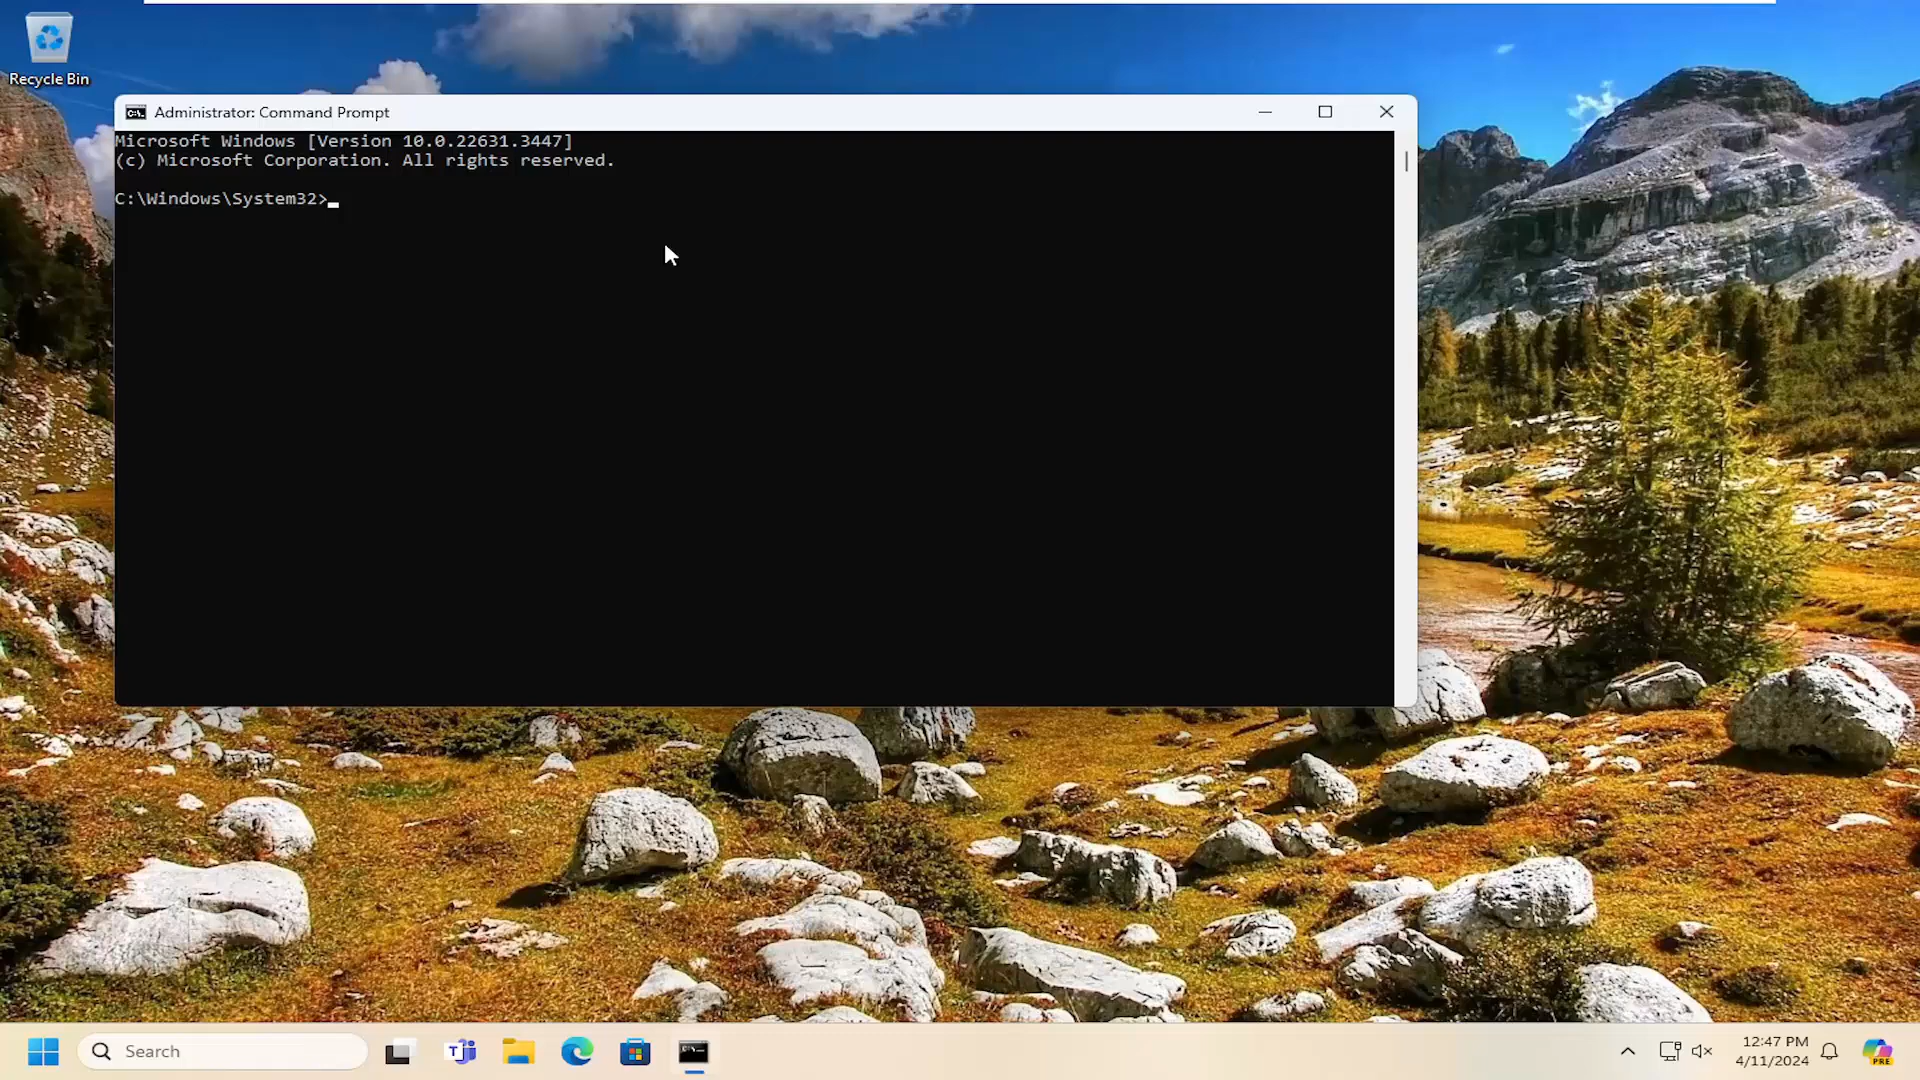 Recycle Bin
Administrator: Command Prompt
Microsoft Windows [Version 10.0.22631.3447]
(c) Microsoft Corporation. All rights reserved.
C:\Windows\System32>
Search
12:47 PM
4/11/2024
PRE